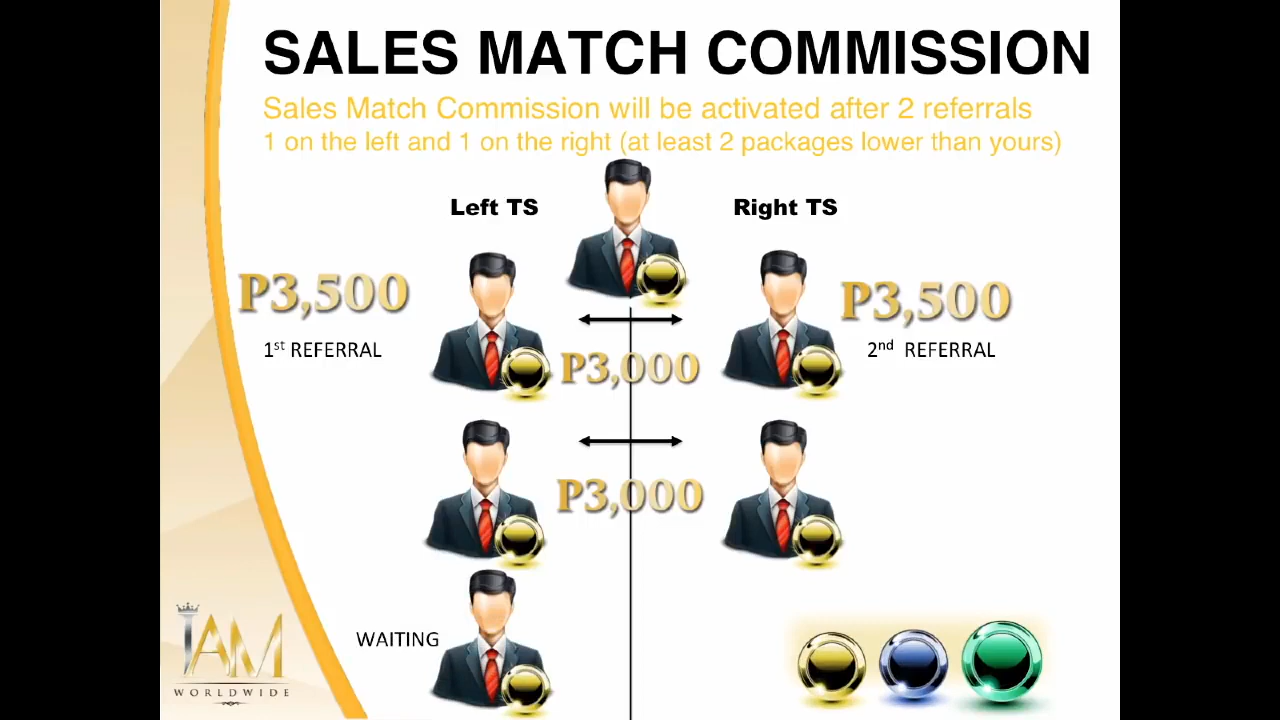 SALES MATCH COMMISSION
Sales Match Commission will be activated after 2 referrals
1 on the left and 1 on the right (at least 2 packages lower than yours)
Left TS
Right TS
P3,500
P3,500
1st REFERRAL
2nd REFERRAL
P3,000
P3,000
WAITING
IAM
WORLDWIDE